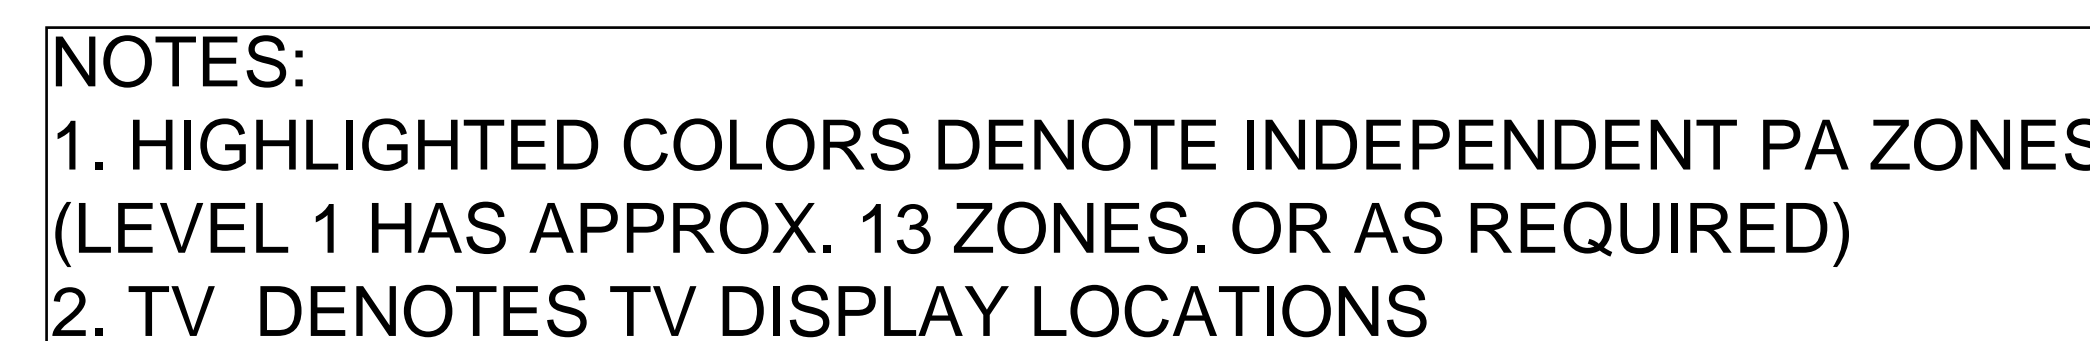 NOTES:
1. HIGHLIGHTED COLORS DENOTE INDEPENDENT PA ZONES
(LEVEL 1 HAS APPROX. 13 ZONES. OR AS REQUIRED)
2. TV  DENOTES TV DISPLAY LOCATIONS